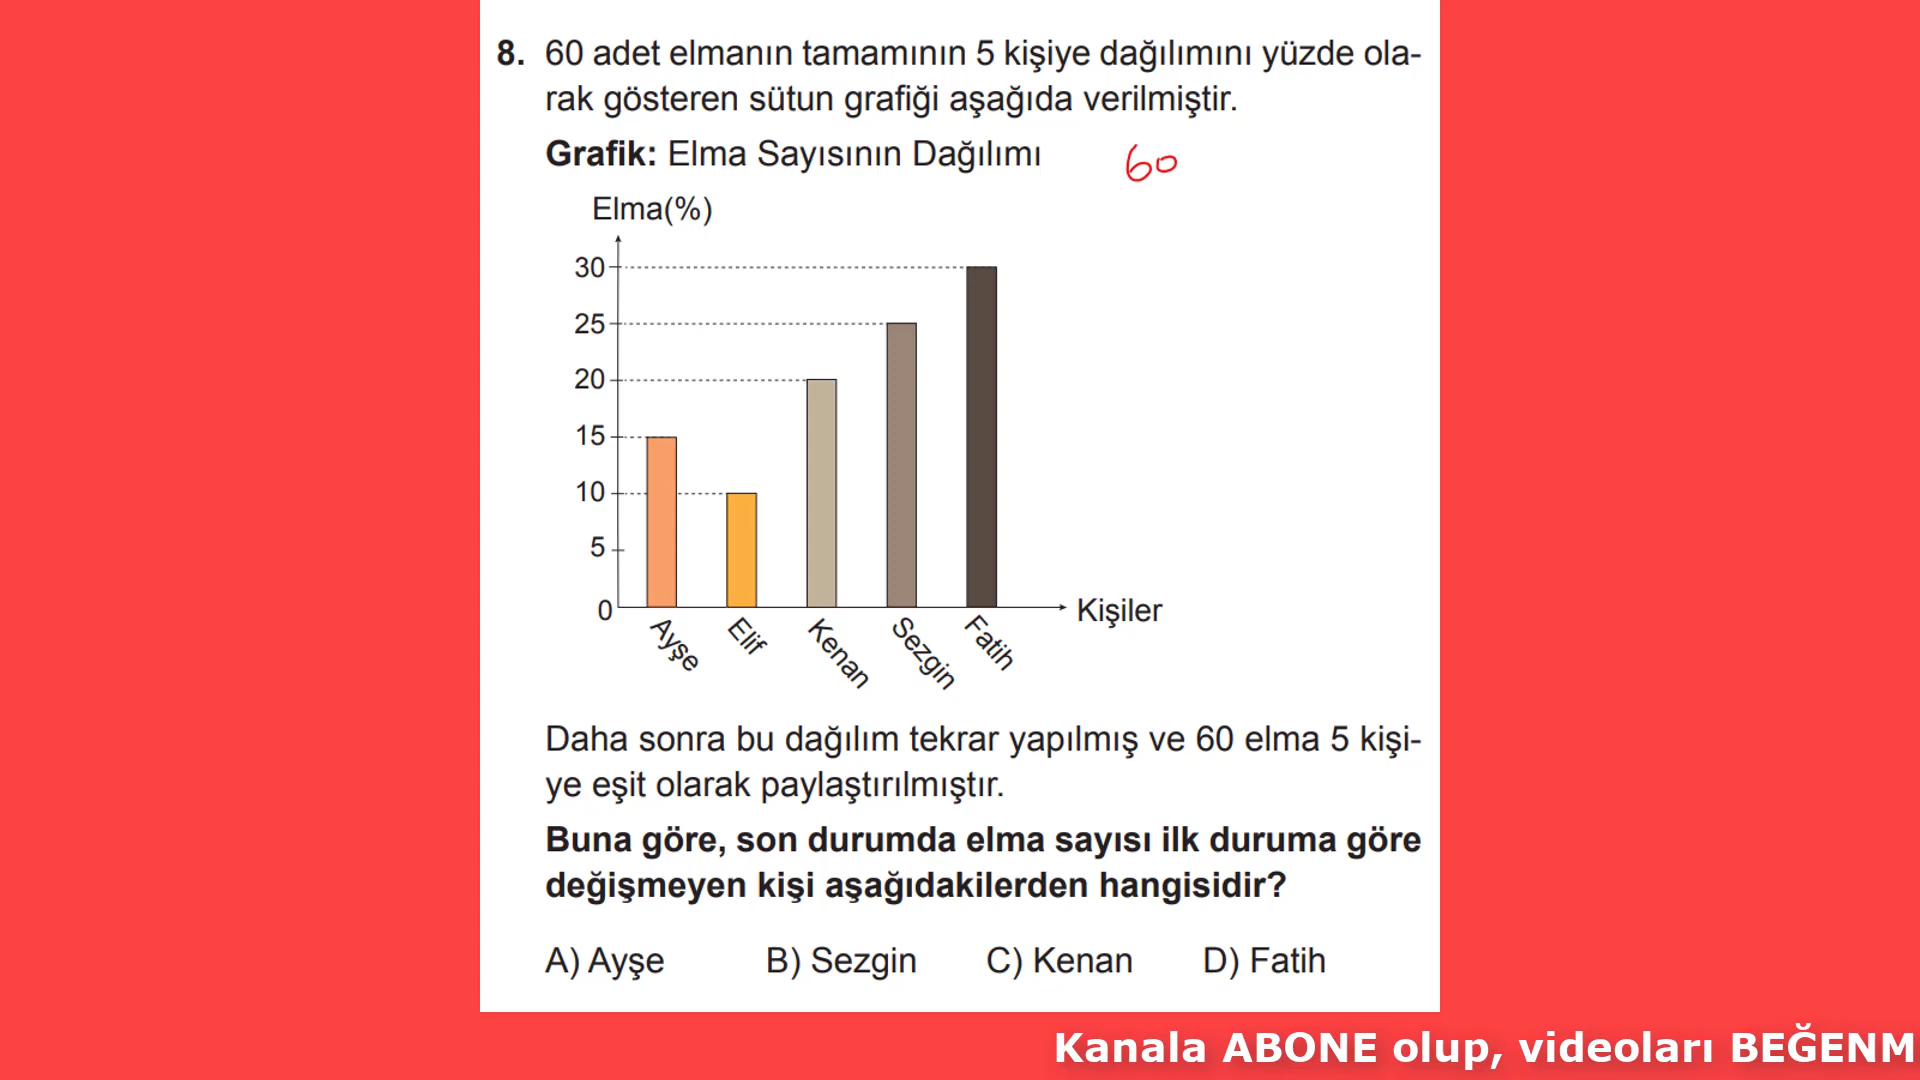 8. 60 adet elmanın tamamının 5 kişiye dağılımını yüzde ola-
rak gösteren sütun grafiği aşağıda verilmiştir.
Grafik: Elma Sayısının Dağılımı
60
Elma(%)
30
25
20
15
10
5
0
Kişiler
Ayşe
Elif
Kenan
Sezgin
Fatih
Daha sonra bu dağılım tekrar yapılmış ve 60 elma 5 kişi-
ye eşit olarak paylaştırılmıştır.
Buna göre, son durumda elma sayısı ilk duruma göre
değişmeyen kişi aşağıdakilerden hangisidir?
A) Ayşe B) Sezgin C) Kenan D) Fatih
Kanala ABONE olup, videoları BEĞENM